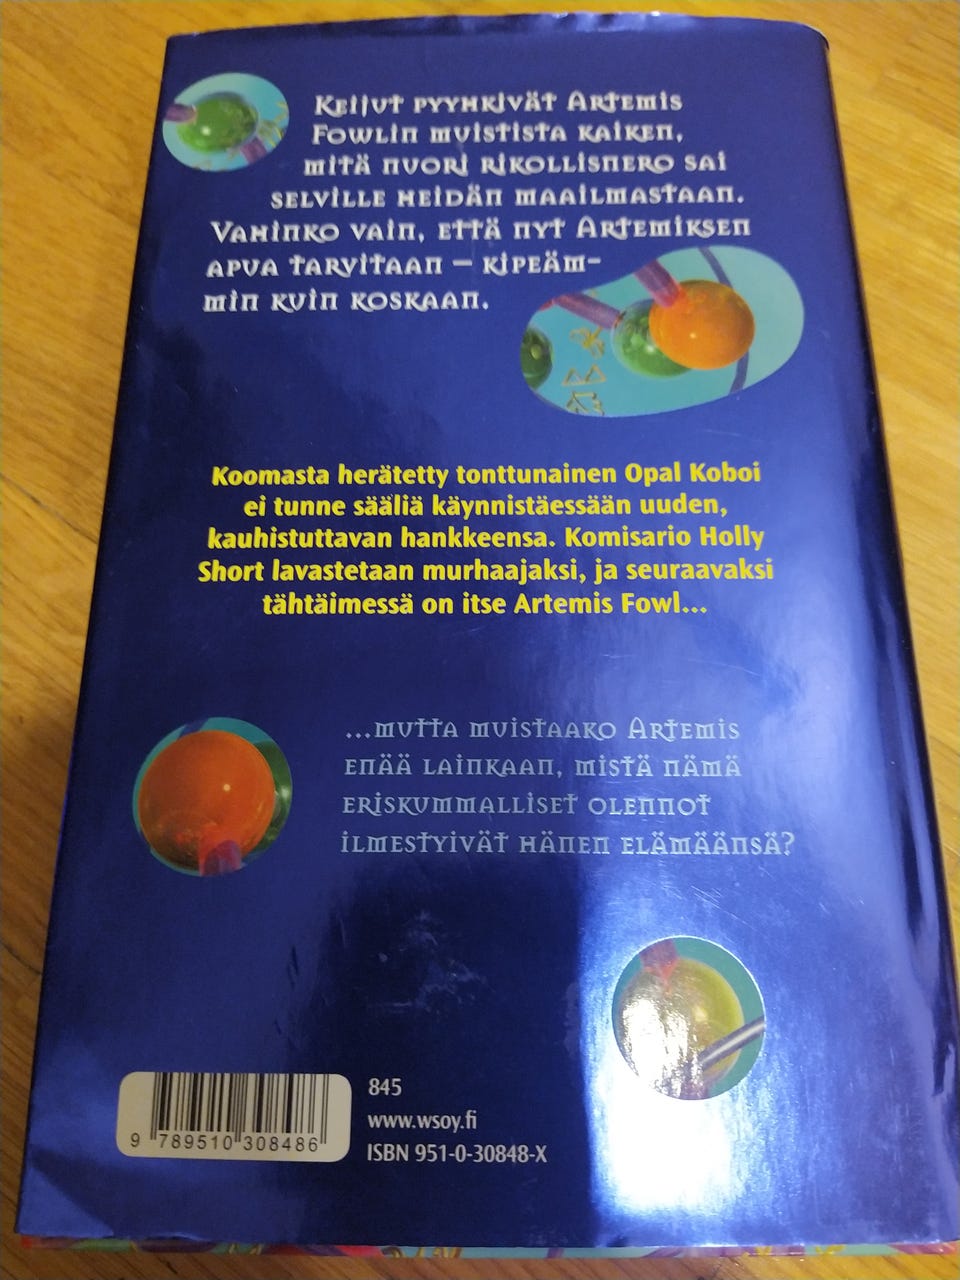 Keijut pyyhkivät Artemis
Fowlin muistista kaiken,
mitä nuori rikollisnero sai
selville heidän maailmastaan.
Vahinko vain, että nyt Artemiksen
apua tarvitaan – kipeäm-
min kuin koskaan.
Koomasta herätetty tonttunainen Opal Koboi
ei tunne sääliä käynnistäessään uuden,
kauhistuttavan hankkeensa. Komisario Holly
Short lavastetaan murhaajaksi, ja seuraavaksi
tähtäimessä on itse Artemis Fowl...
...mutta muistaako Artemis
enää lainkaan, mistä nämä
eriskummalliset olennot
ilmestyivät hänen elämäänsä?
845
www.wsoy.fi
ISBN 951-0-30848-X
9 789510 308486